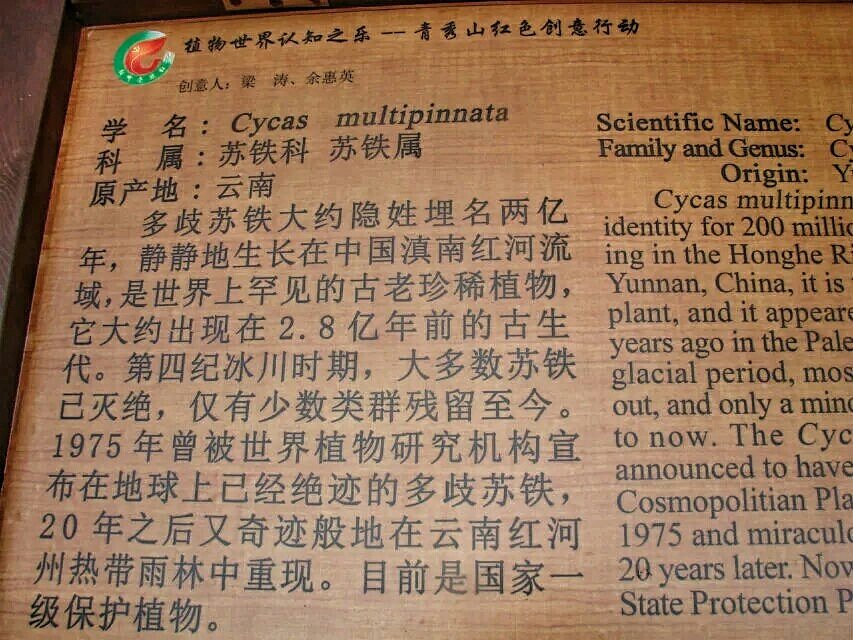 植物世界认知之乐--青秀山红色创意行动
创意人：梁 涛、余惠英
学 名：Cycas multipinnata
科 属：苏铁科 苏铁属
原产地：云南
多歧苏铁大约隐姓埋名两亿
年，静静地生长在中国滇南红河流
域，是世界上罕见的古老珍稀植物，
它大约出现在2.8亿年前的古生
代。第四纪冰川时期，大多数苏铁
已灭绝，仅有少数类群残留至今。
1975年曾被世界植物研究机构宣
布在地球上已经绝迹的多歧苏铁，
20年之后又奇迹般地在云南红河
州热带雨林中重现。目前是国家一
级保护植物。
Scientific Name: Cy
Family and Genus: Cy
Origin: Y
Cycas multipinn
identity for 200 millio
ing in the Honghe Ri
Yunnan, China, it is
plant, and it appeare
years ago in the Pale
glacial period, mos
out, and only a mino
to now. The Cyc
announced to have
Cosmopolitian Pla
1975 and miraculo
20 years later. Now
State Protection P